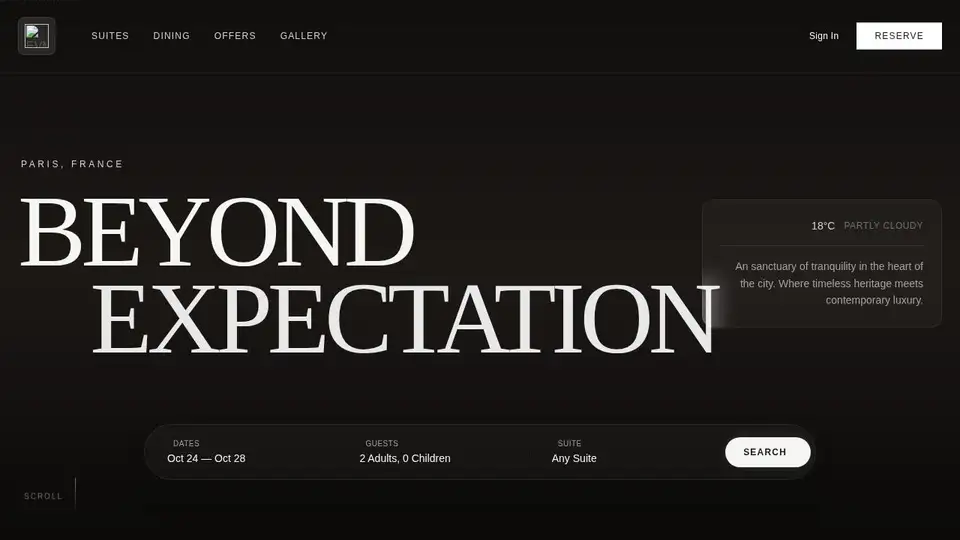 SUITES DINING OFFERS GALLERY Sign In RESERVE
PARIS, FRANCE
BEYOND
EXPECTATION
18°C PARTLY CLOUDY
An sanctuary of tranquility in the heart of
the city. Where timeless heritage meets
contemporary luxury.
DATES GUESTS SUITE
Oct 24 — Oct 28 2 Adults, 0 Children Any Suite SEARCH
SCROLL